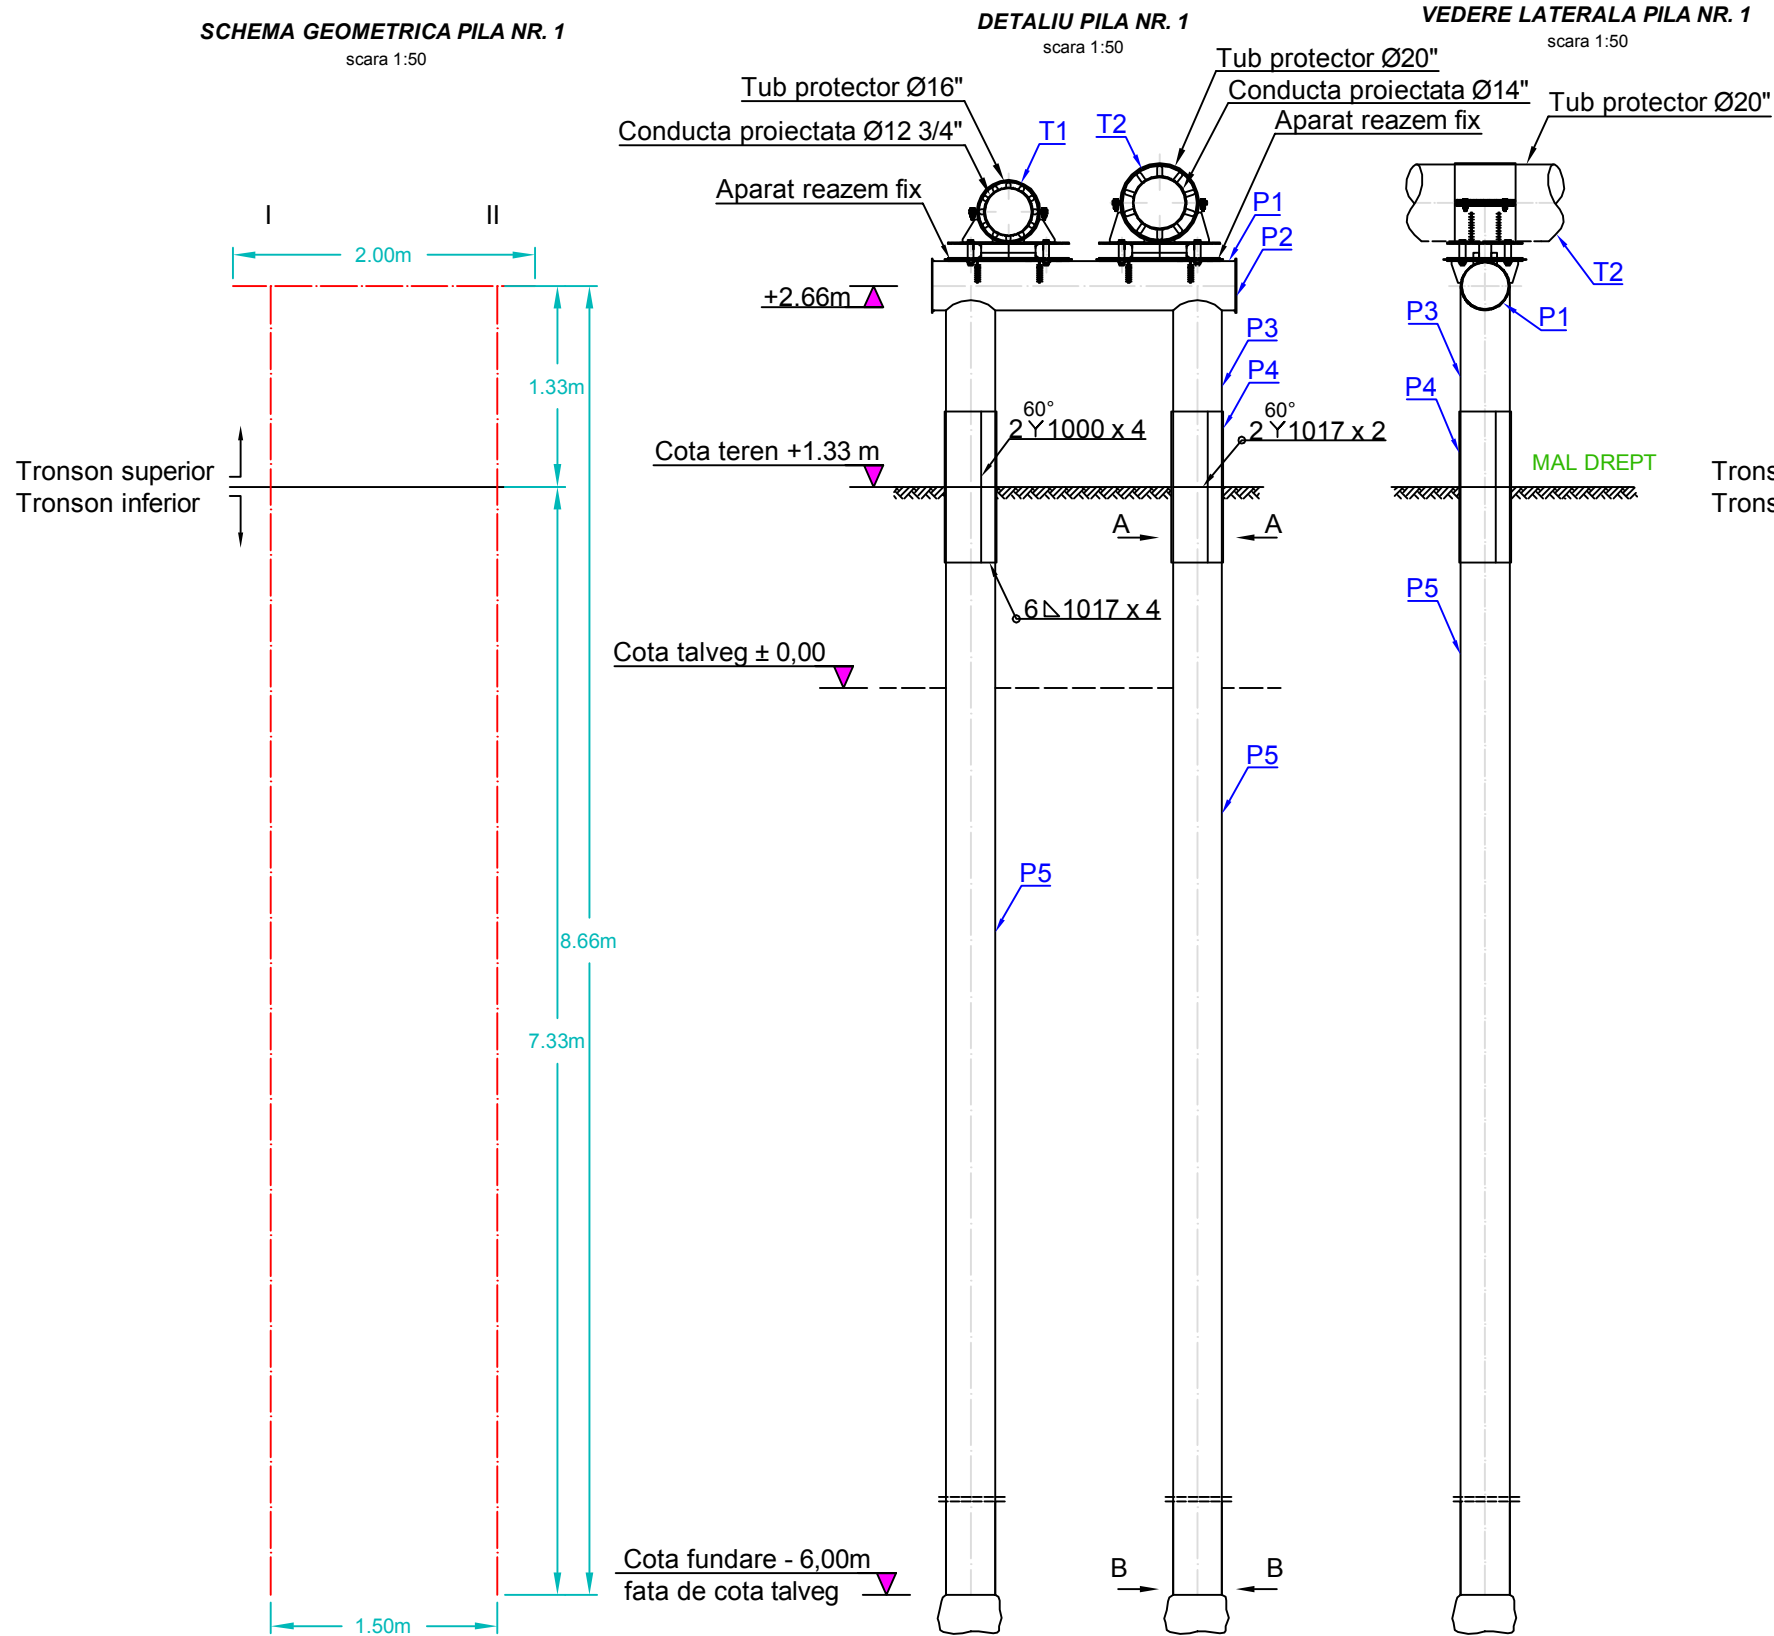 SCHEMA GEOMETRICA PILA NR. 1
scara 1:50
DETALIU PILA NR. 1
scara 1:50
VEDERE LATERALA PILA NR. 1
scara 1:50
I
II
2.00m
1.33m
8.66m
7.33m
1.50m
Tronson superior
Tronson inferior
Tub protector Ø16"
Conducta proiectata Ø12 3/4"
Aparat reazem fix
T1
T2
Tub protector Ø20"
Conducta proiectata Ø14"
Aparat reazem fix
P1
P2
+2.66m
P3
P4
60°
2 Y 1000 x 4
60°
2 Y 1017 x 2
Cota teren +1.33 m
A
A
6 ⊿ 1017 x 4
Cota talveg ± 0,00
P5
P5
Cota fundare - 6,00m
fata de cota talveg
B
B
Tub protector Ø20"
T2
P1
P3
P4
MAL DREPT
P5
Trons
Trons